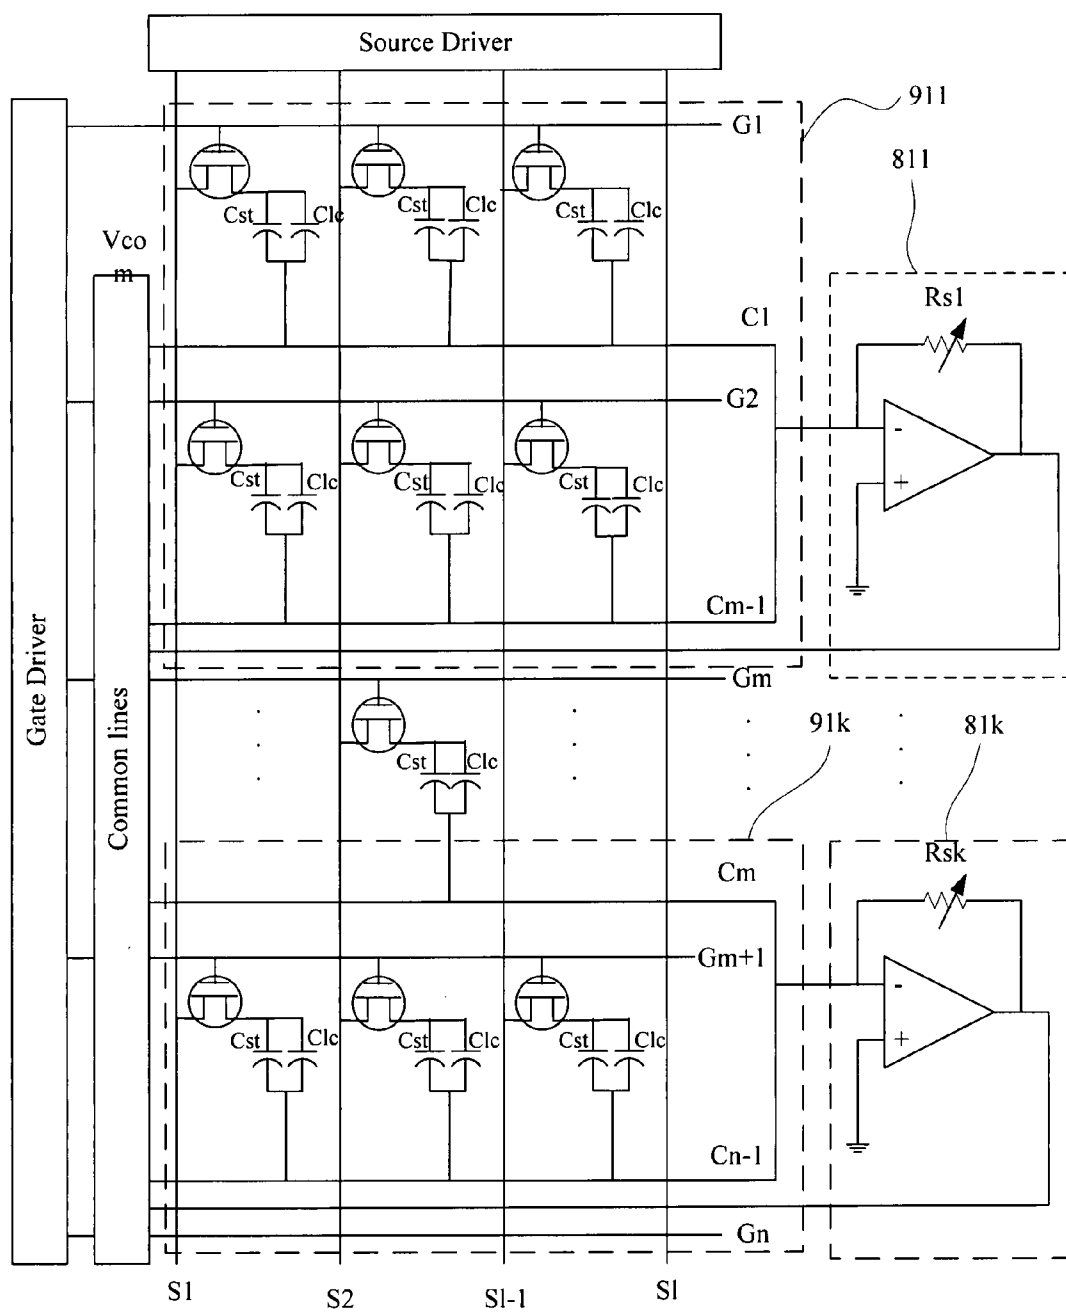 Source Driver
911
G1
811
Cst Clc
Cst Clc
Cst Clc
Vco
m
Rs1
C1
G2
-
Cst Clc
Cst Clc
Cst Clc
+
Cm-1
Gm
91k
81k
Cst Clc
Gate Driver
Common lines
Rsk
Cm
Gm+1
-
Cst Clc
Cst Clc
Cst Clc
+
Cn-1
Gn
S1
S2
Sl-1
Sl